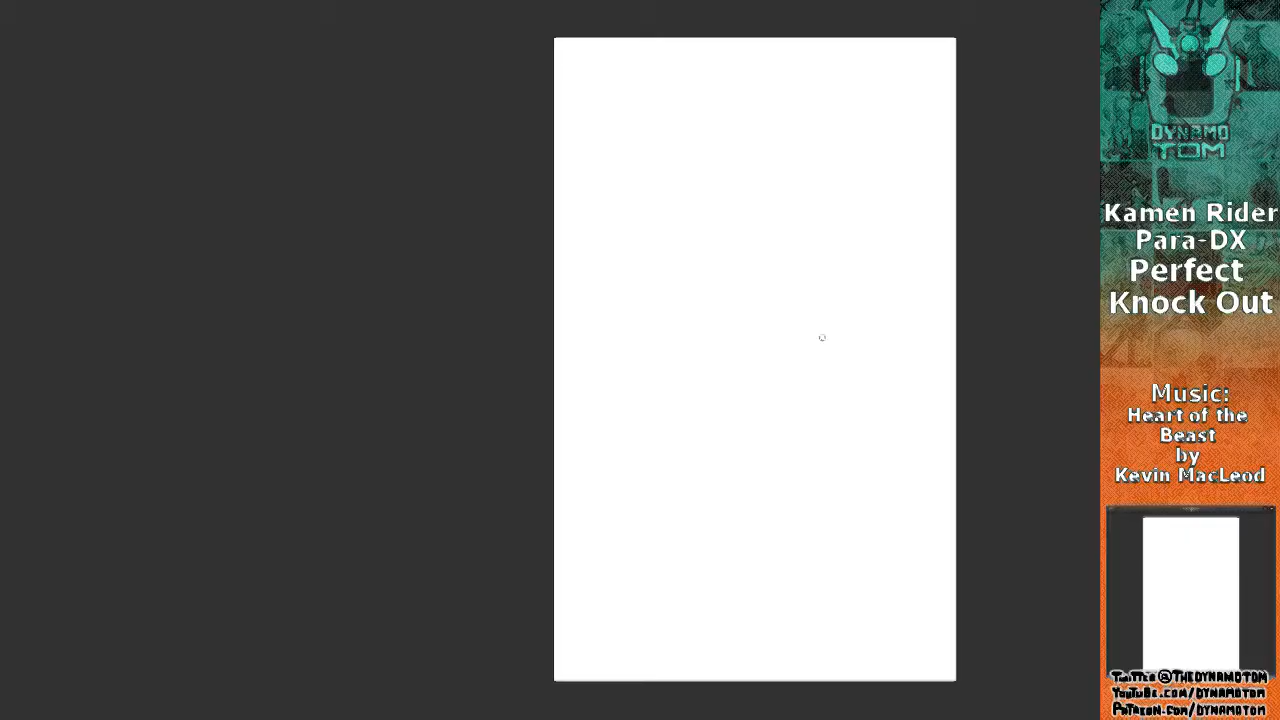 DYNAMO
TOM
Kamen Rider
Para-DX
Perfect
Knock Out
Music:
Heart of the
Beast
by
Kevin MacLeod
Twitter @TheDynamoTom
YouTube.com/dynamotom
Patreon.com/dynamotom